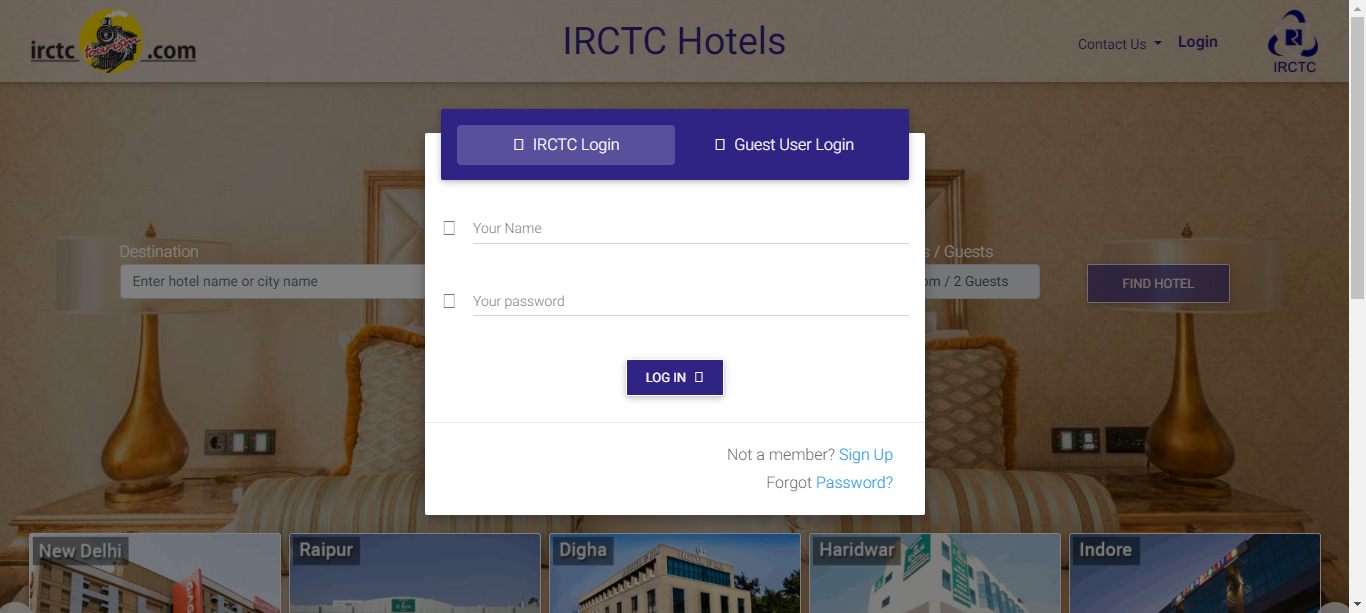 irctc tourism .com
IRCTC Hotels
Contact Us
Login
IRCTC
IRCTC Login
Guest User Login
Your Name
Destination
s / Guests
Enter hotel name or city name
om / 2 Guests
FIND HOTEL
Your password
LOG IN
Not a member? Sign Up
Forgot Password?
New Delhi
Raipur
Digha
Haridwar
Indore